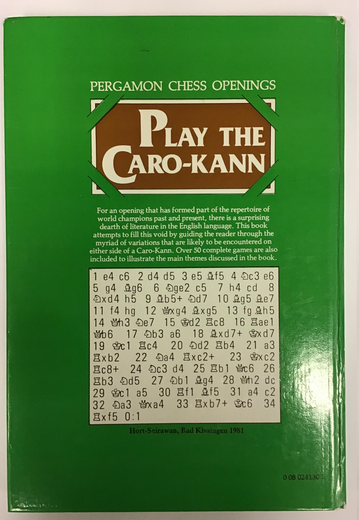 PERGAMON CHESS OPENINGS
PLAY THE
CARO-KANN
For an opening that has formed part of the repertoire of
world champions past and present, there is a surprising
dearth of literature in the English language. This book
attempts to fill this void by guiding the reader through the
myriad of variations that are likely to be encountered on
either side of a Caro-Kann. Over 50 complete games are also
included to illustrate the main themes discussed in the book.
1 e4 c6 2 d4 d5 3 e5 ♗f5 4 ♘c3 e6
5 g4 ♗g6 6 ♘ge2 c5 7 h4 cd 8
♘xd4 h5 9 ♗b5+ ♘d7 10 ♗g5 ♗e7
11 f4 hg 12 ♕xg4 ♗xg5 13 fg ♗h5
14 ♕h3 ♘e7 15 ♔d2 ♖c8 16 ♖ae1
♕b6 17 ♘b3 a6 18 ♗xd7+ ♔xd7
19 ♔c1 ♖c4 20 ♘d2 ♖b4 21 a3
♖xb2 22 ♘a4 ♖xc2+ 23 ♔xc2
♖c8+ 24 ♘c3 d4 25 ♖b1 ♕c6 26
♖b3 ♘d5 27 ♘b1 ♗g4 28 ♕h2 dc
29 ♔c1 a5 30 ♖f1 ♗f5 31 a4 c2
32 ♘a3 ♕xa4 33 ♖xb7+ ♔c6 34
♖xf5 0:1
Hort-Seirawan, Bad Kissingen 1981